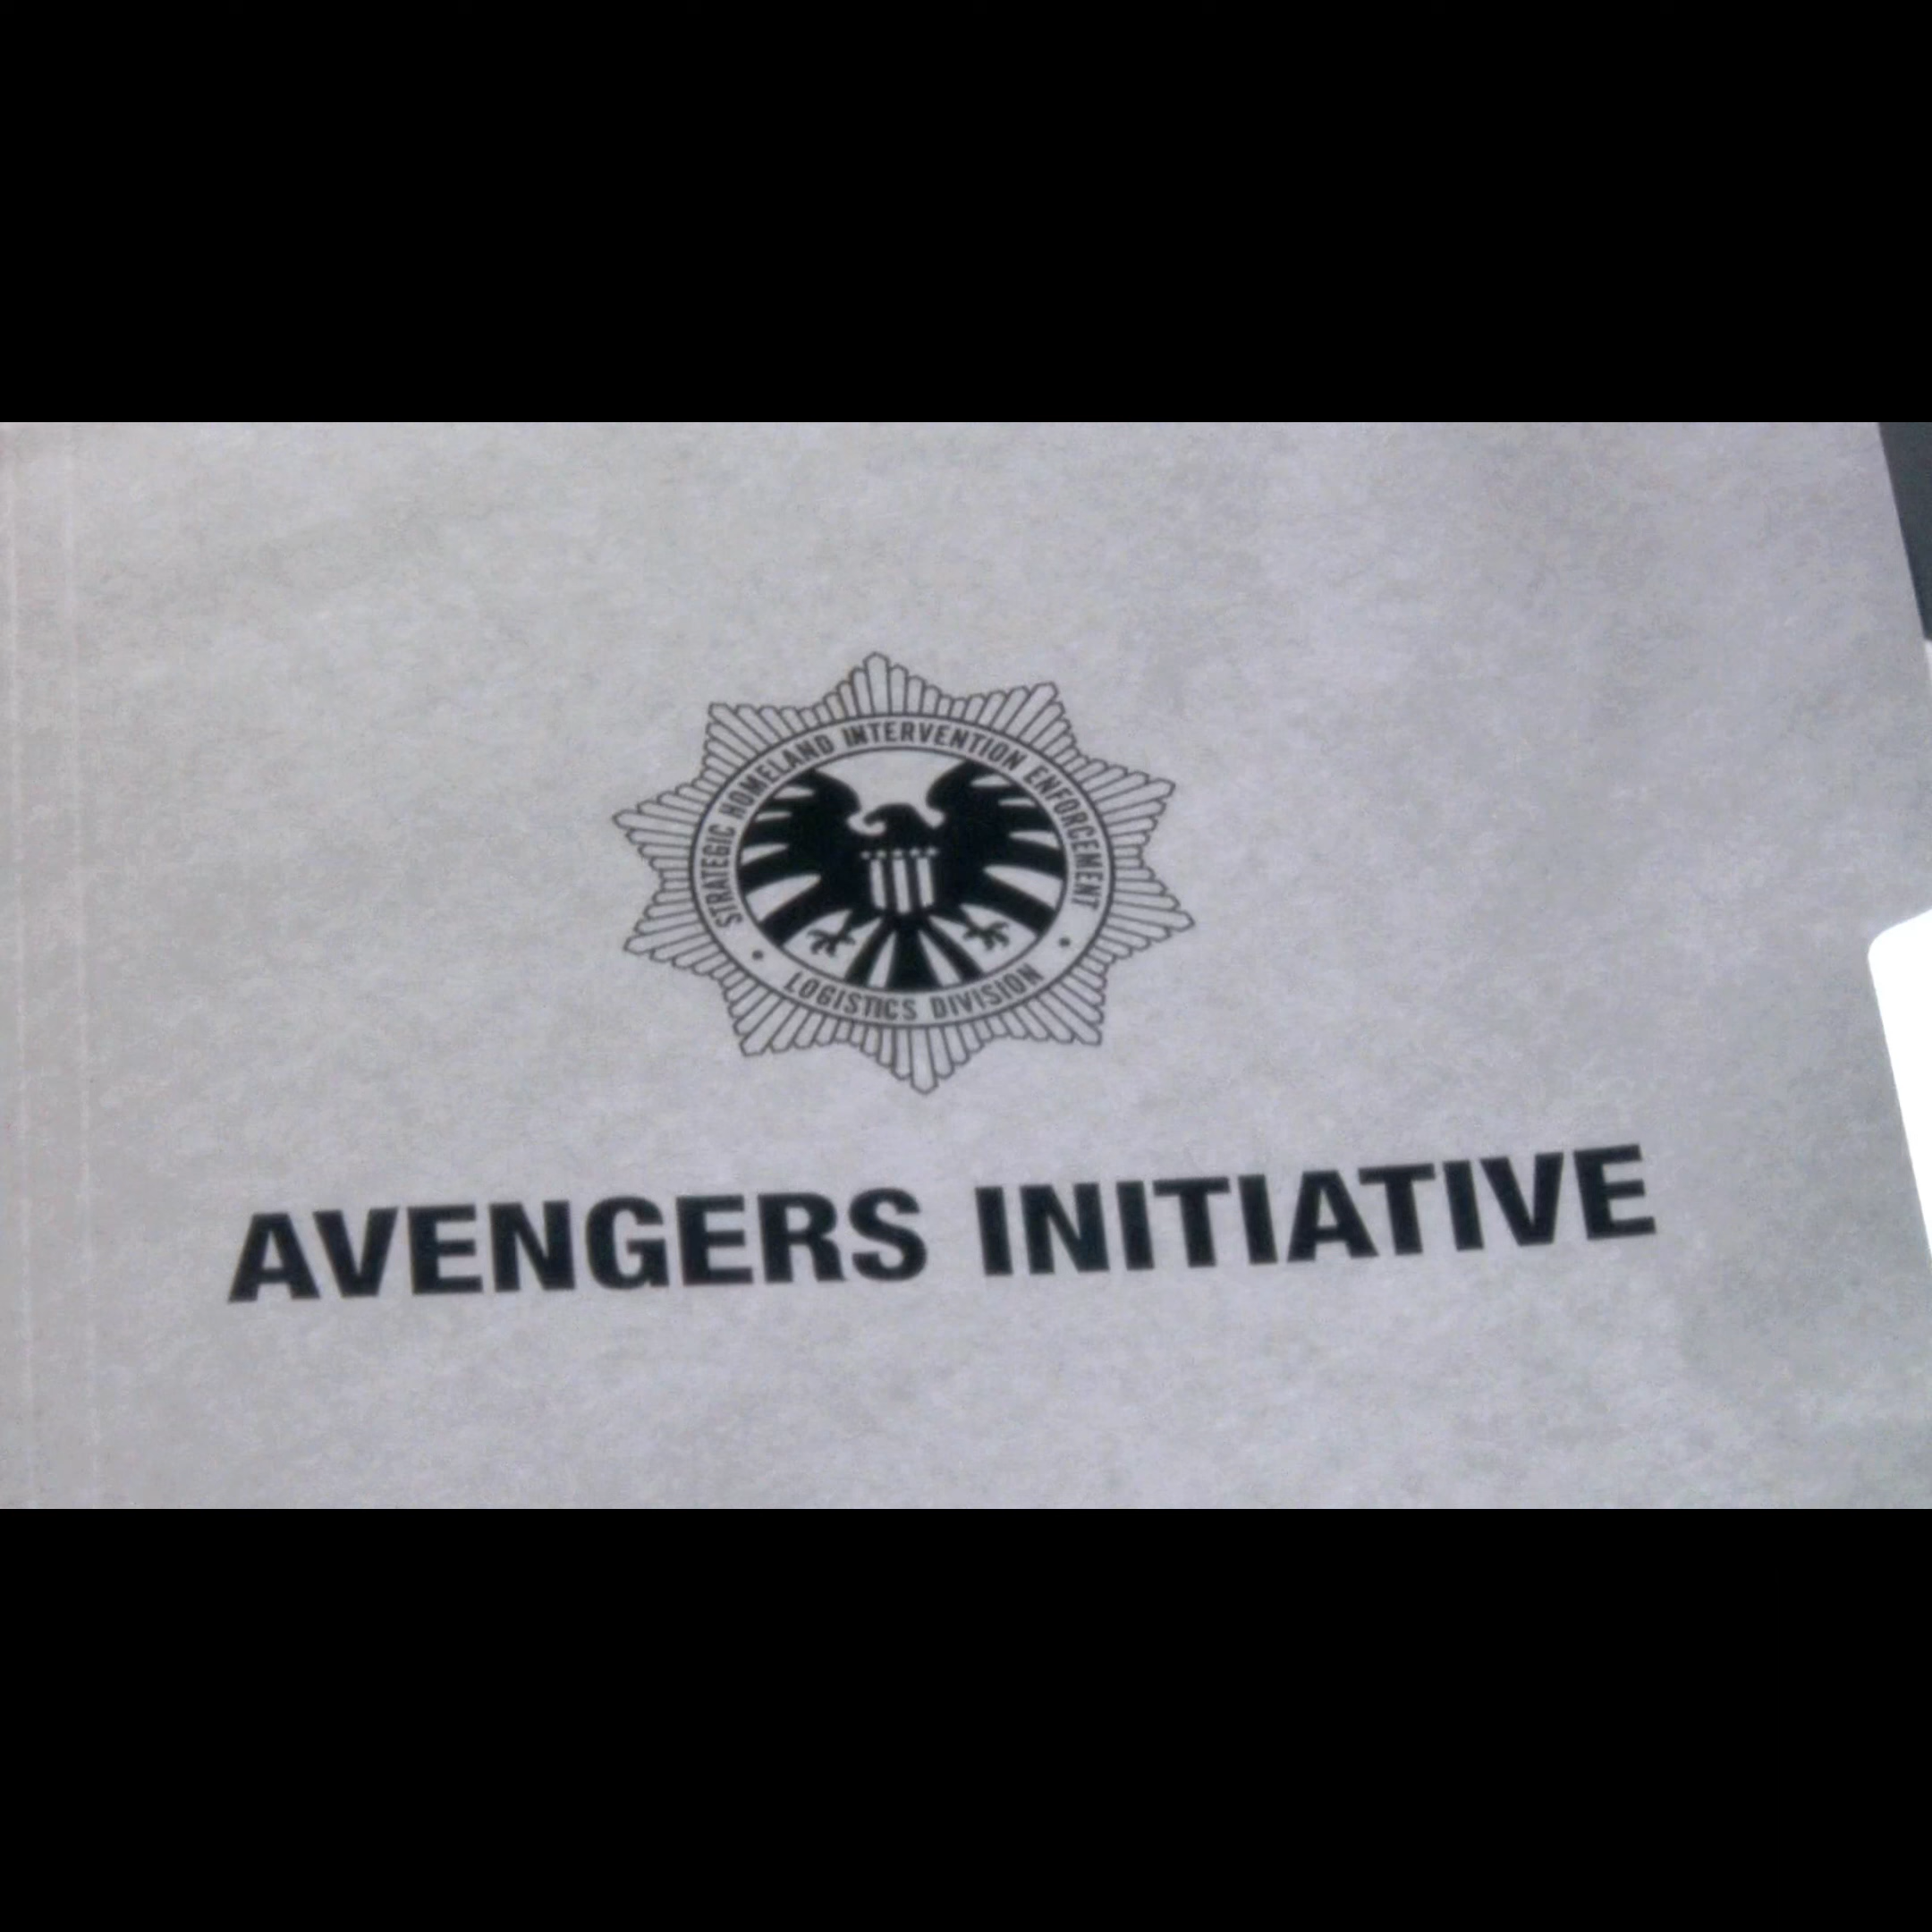 STRATEGIC HOMELAND INTERVENTION ENFORCEMENT
LOGISTICS DIVISION
AVENGERS INITIATIVE